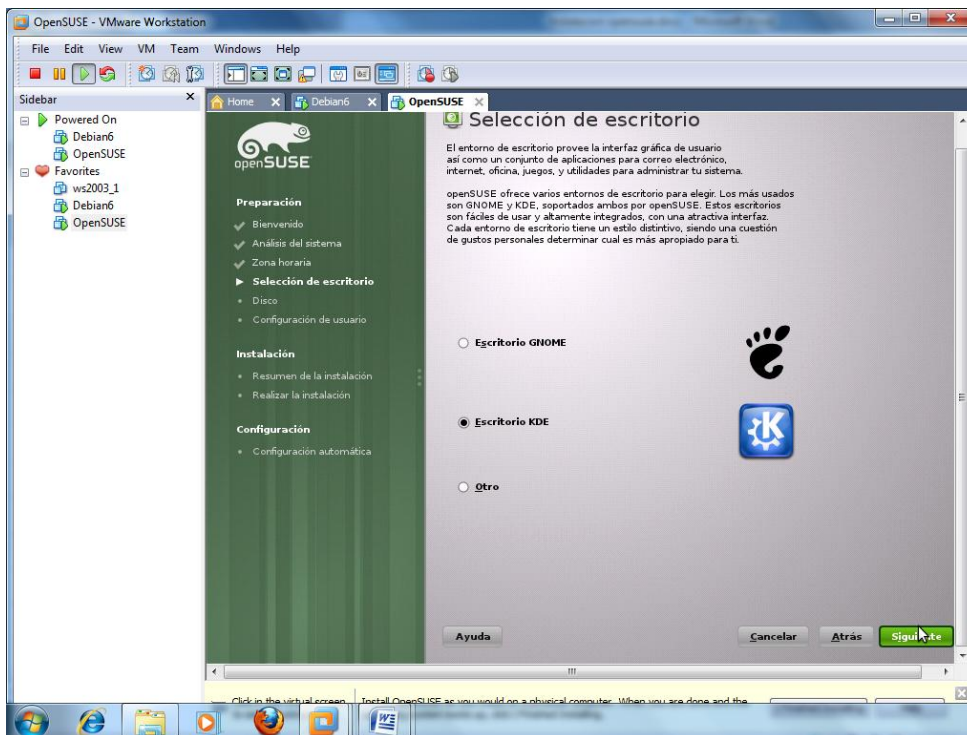 OpenSUSE - VMware Workstation
File Edit View VM Team Windows Help
Sidebar
Powered On
Debian6
OpenSUSE
Favorites
ws2003_1
Debian6
OpenSUSE
Home Debian6 OpenSUSE
openSUSE
Preparación
Bienvenido
Análisis del sistema
Zona horaria
Selección de escritorio
Disco
Configuración de usuario
Instalación
Resumen de la instalación
Realizar la instalación
Configuración
Configuración automática
Selección de escritorio
El entorno de escritorio provee la interfaz gráfica de usuario
así como un conjunto de aplicaciones para correo electrónico,
internet, oficina, juegos, y utilidades para administrar tu sistema.
openSUSE ofrece varios entornos de escritorio para elegir. Los más usados
son GNOME y KDE, soportados ambos por openSUSE. Estos escritorios
son fáciles de usar y altamente integrados, con una atractiva interfaz.
Cada entorno de escritorio tiene un estilo distintivo, siendo una cuestión
de gustos personales determinar cual es más apropiado para ti.
Escritorio GNOME
Escritorio KDE
Otro
Ayuda Cancelar Atrás Siguiente
Click in the virtual screen
Install OpenSUSE as you would on a physical computer. When you are done and the